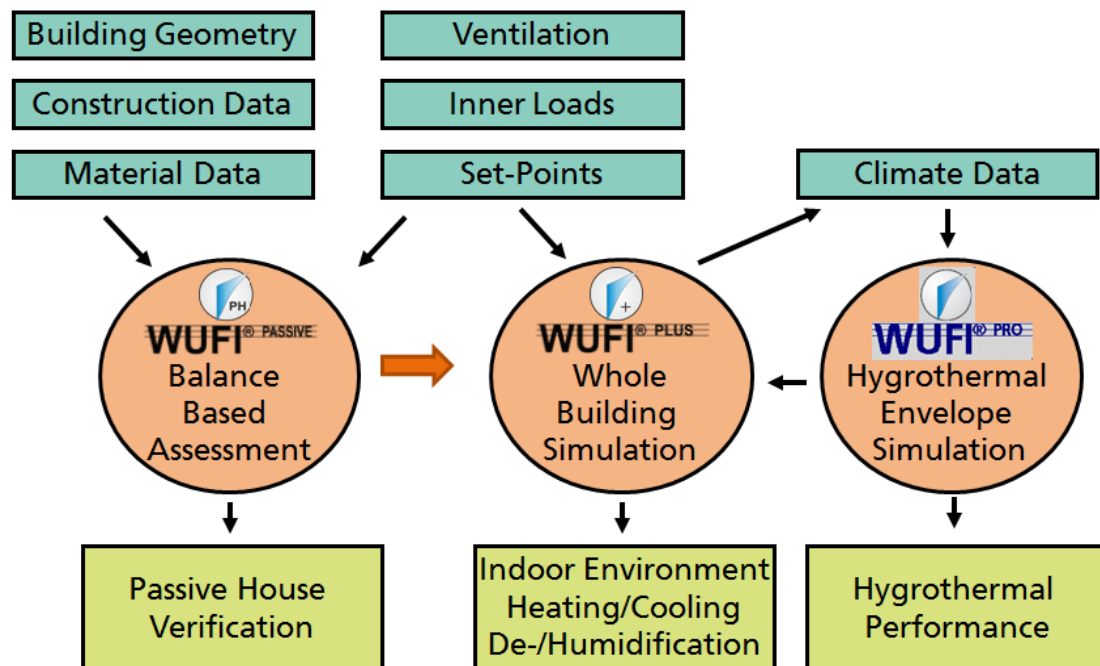 Building Geometry
Construction Data
Material Data
Ventilation
Inner Loads
Set-Points
Climate Data
PH
WUFI® PASSIVE
Balance
Based
Assessment
+
WUFI® PLUS
Whole
Building
Simulation
WUFI® PRO
Hygrothermal
Envelope
Simulation
Passive House
Verification
Indoor Environment
Heating/Cooling
De-/Humidification
Hygrothermal
Performance